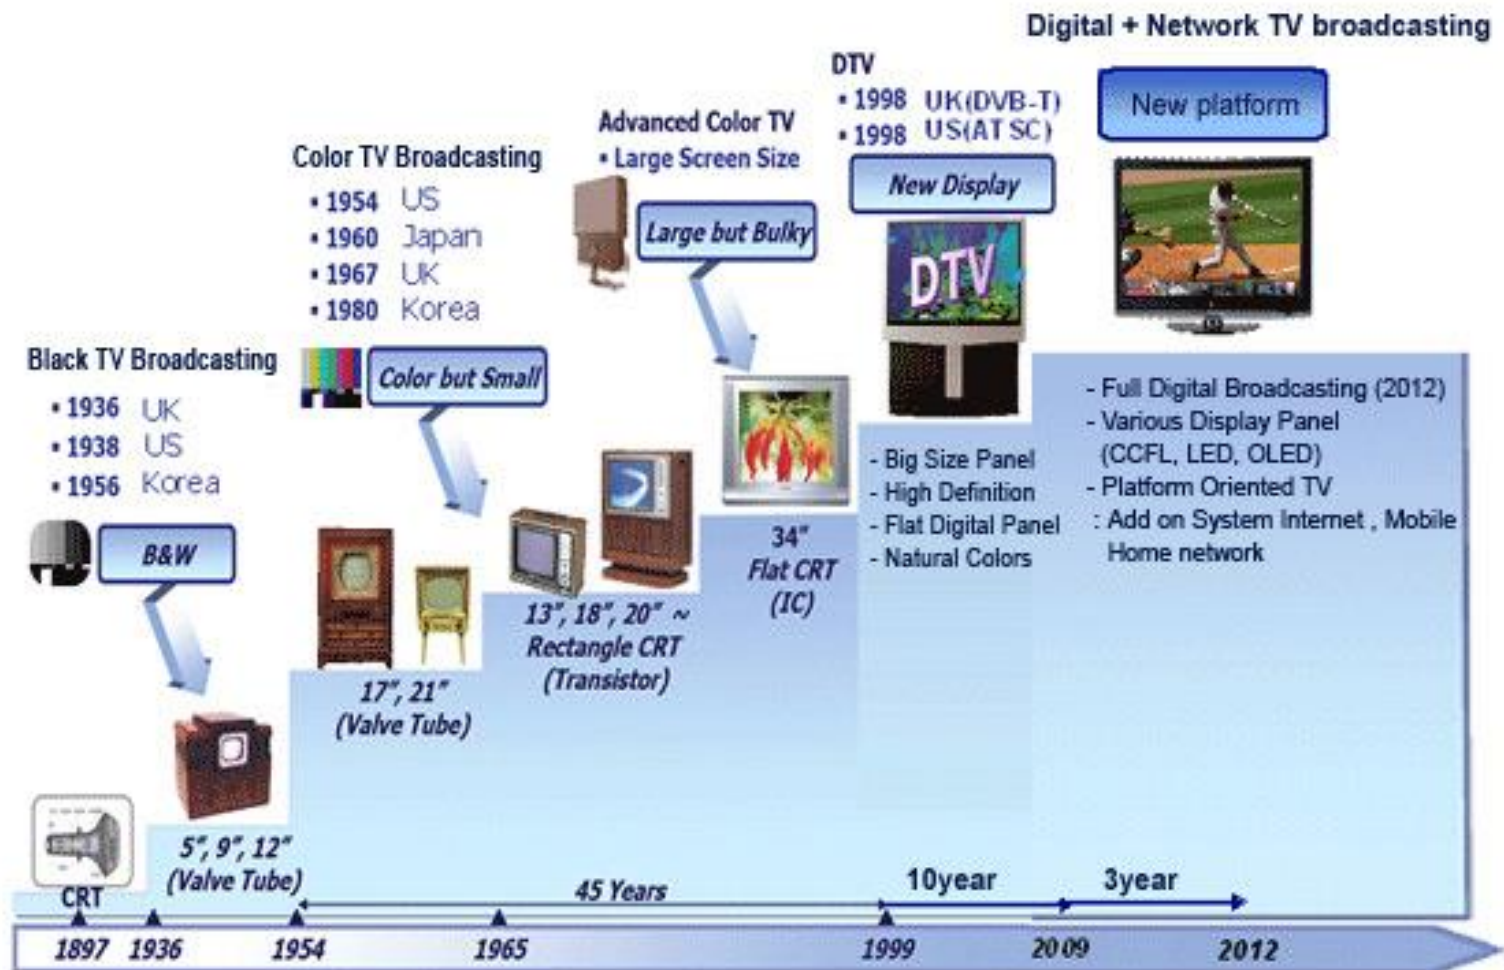 Digital + Network TV broadcasting
New platform
DTV
• 1998 UK(DVB-T)
• 1998 US(ATSC)
New Display
DTV
Advanced Color TV
• Large Screen Size
Large but Bulky
Color TV Broadcasting
• 1954 US
• 1960 Japan
• 1967 UK
• 1980 Korea
Color but Small
Black TV Broadcasting
• 1936 UK
• 1938 US
• 1956 Korea
B&W
CRT
5”, 9”, 12”
(Valve Tube)
17”, 21”
(Valve Tube)
13”, 18”, 20” ~
Rectangle CRT
(Transistor)
34”
Flat CRT
(IC)
- Big Size Panel
- High Definition
- Flat Digital Panel
- Natural Colors
- Full Digital Broadcasting (2012)
- Various Display Panel
(CCFL, LED, OLED)
- Platform Oriented TV
: Add on System Internet , Mobile
Home network
45 Years
10year
3year
1897 1936 1954 1965 1999 2009 2012